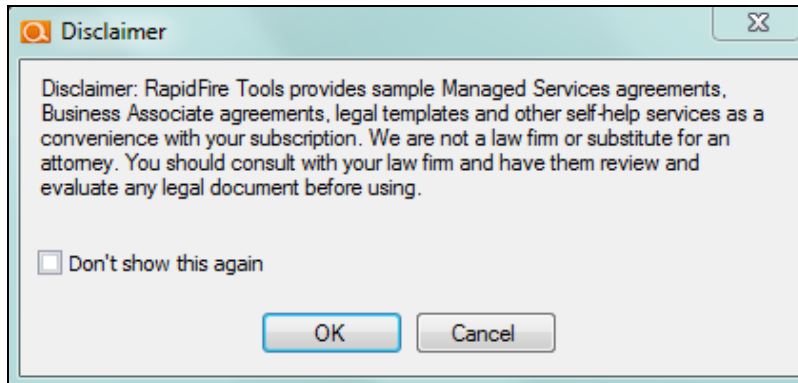 Disclaimer
Disclaimer: RapidFire Tools provides sample Managed Services agreements,
Business Associate agreements, legal templates and other self-help services as a
convenience with your subscription. We are not a law firm or substitute for an
attorney. You should consult with your law firm and have them review and
evaluate any legal document before using.
Don't show this again
OK Cancel